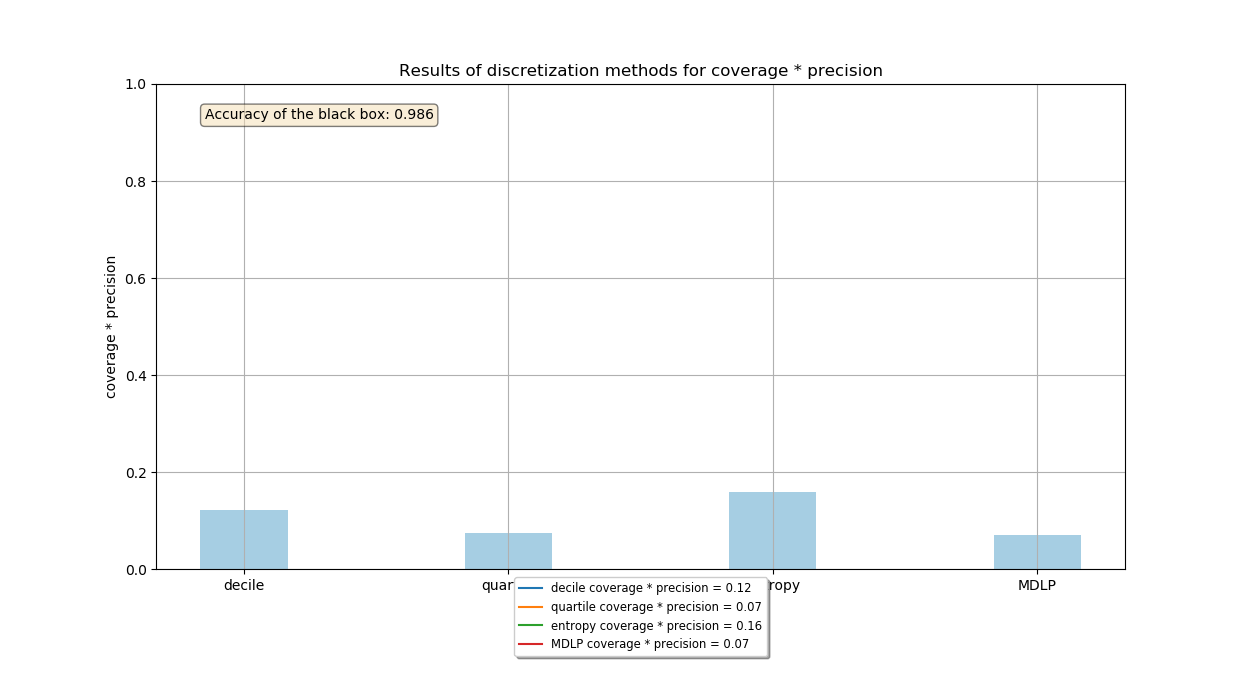 Results of discretization methods for coverage * precision
Accuracy of the black box: 0.986
coverage * precision
1.0
0.8
0.6
0.4
0.2
0.0
decile quar ropy MDLP
decile coverage * precision = 0.12
quartile coverage * precision = 0.07
entropy coverage * precision = 0.16
MDLP coverage * precision = 0.07